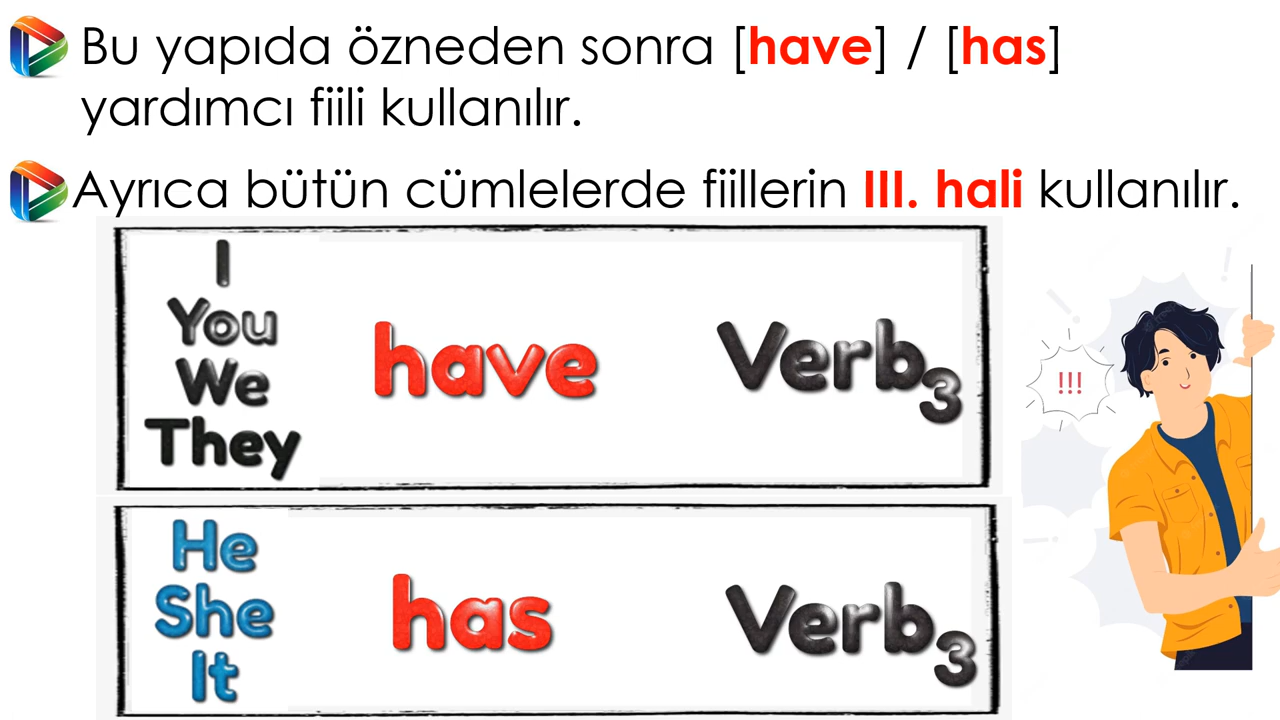 Bu yapıda özneden sonra [have] / [has]
yardımcı fiili kullanılır.
Ayrıca bütün cümlelerde fiillerin III. hali kullanılır.
I
You
We
They
have
Verb3
!!!
He
She
It
has
Verb3